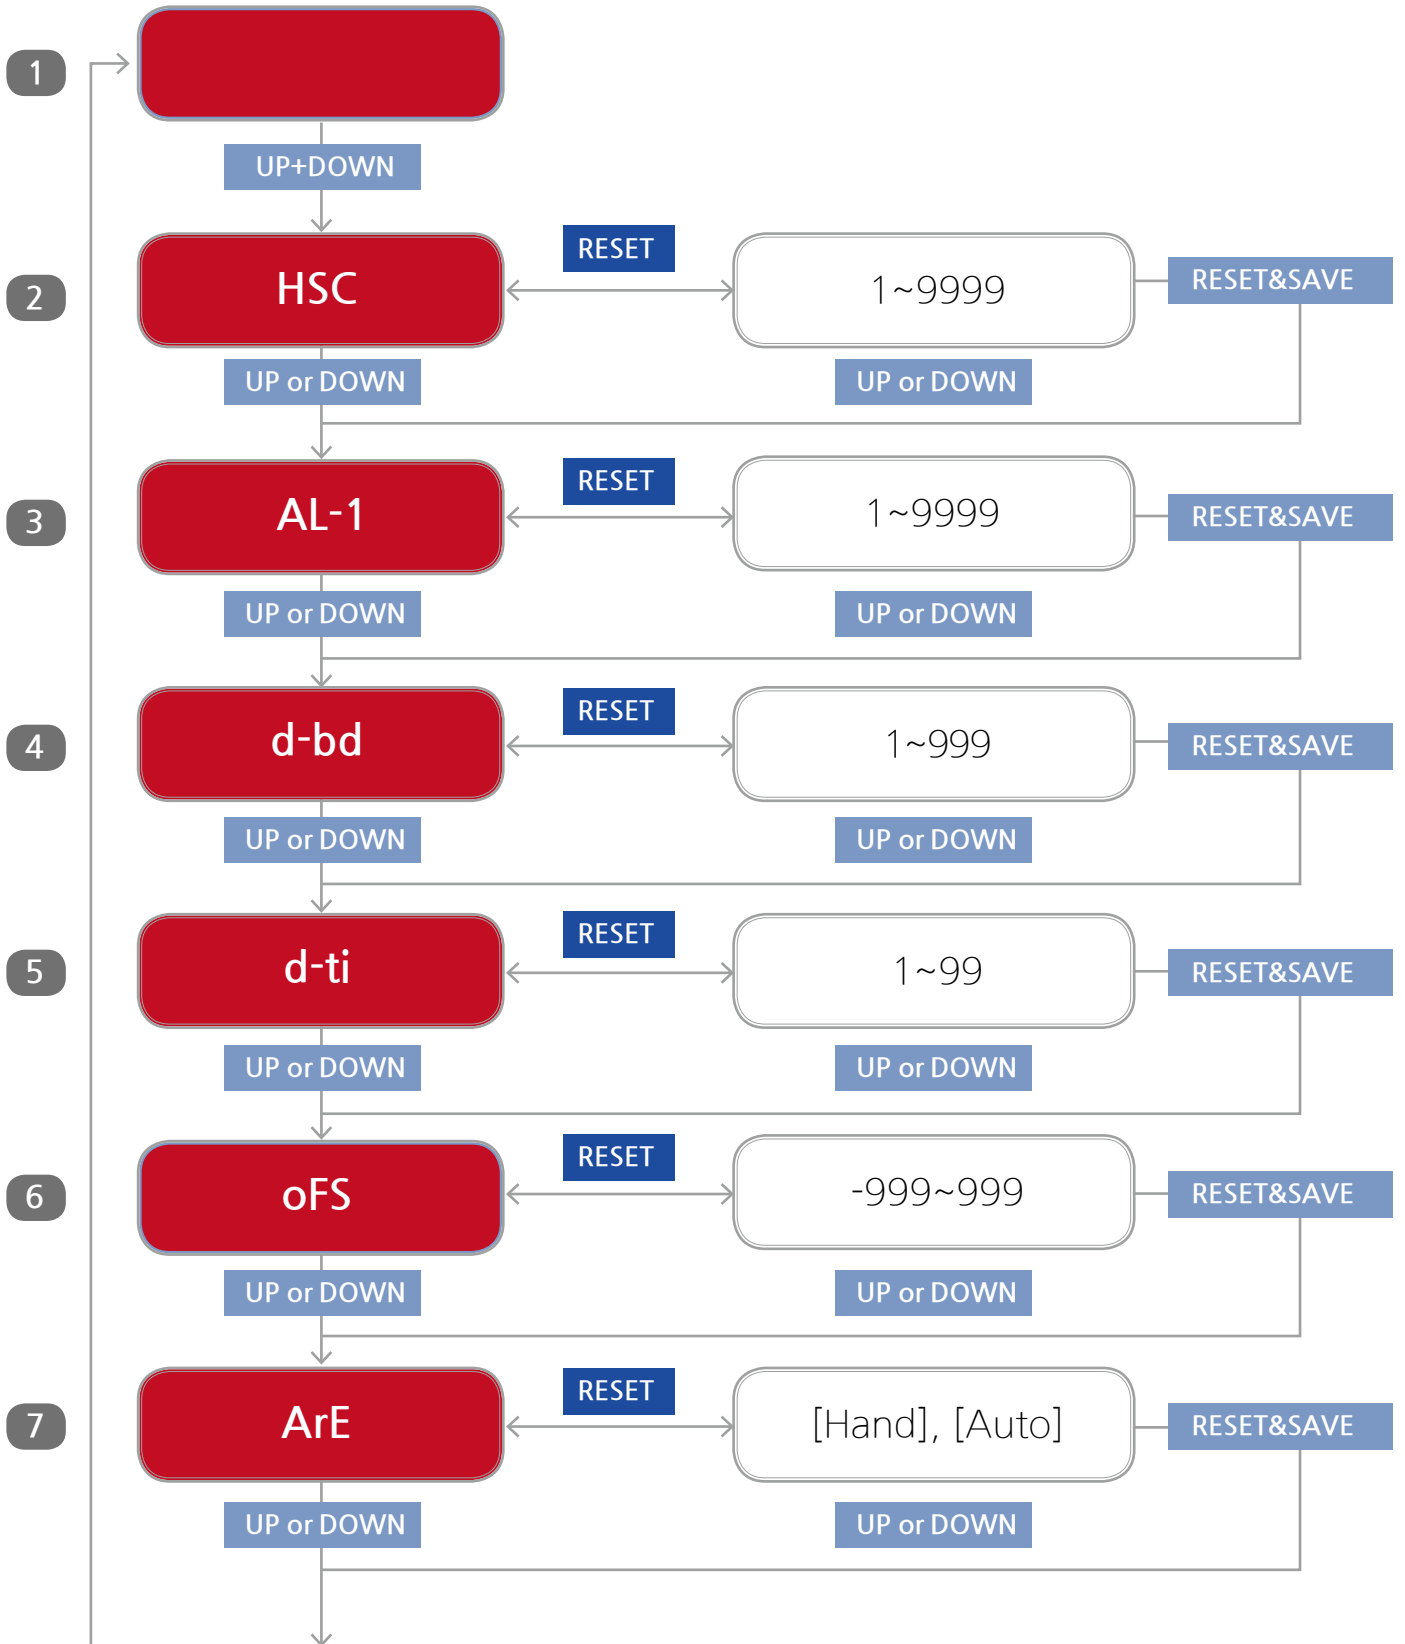 1
UP+DOWN
2
HSC
RESET
1~9999
RESET&SAVE
UP or DOWN
UP or DOWN
3
AL-1
RESET
1~9999
RESET&SAVE
UP or DOWN
UP or DOWN
4
d-bd
RESET
1~999
RESET&SAVE
UP or DOWN
UP or DOWN
5
d-ti
RESET
1~99
RESET&SAVE
UP or DOWN
UP or DOWN
6
oFS
RESET
-999~999
RESET&SAVE
UP or DOWN
UP or DOWN
7
ArE
RESET
[Hand], [Auto]
RESET&SAVE
UP or DOWN
UP or DOWN